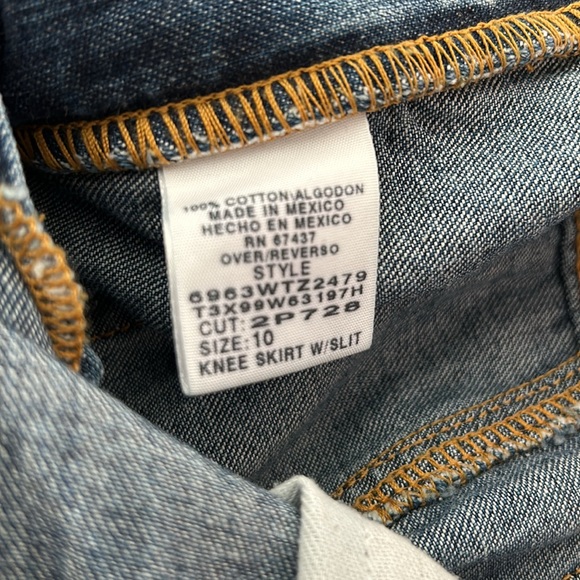 100% COTTON\ALGODON
MADE IN MEXICO
HECHO EN MEXICO
RN 67437
OVER/REVERSO
STYLE
6963WTZ2479
T3X99W63197H
CUT: 2P728
SIZE: 10
KNEE SKIRT W/SLIT